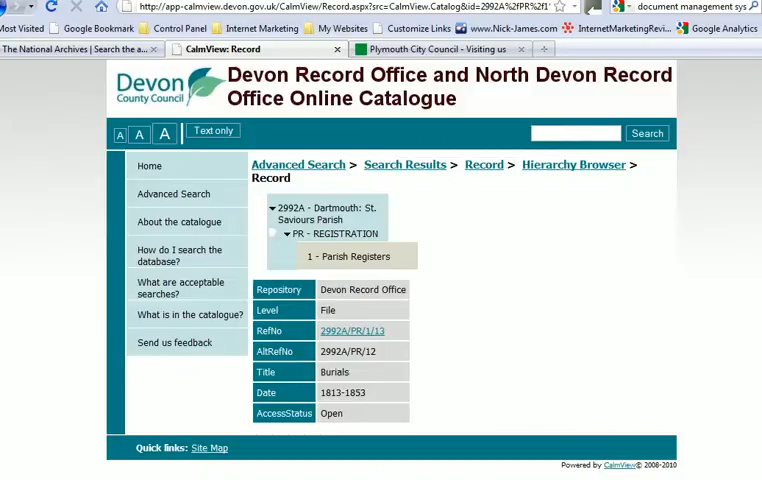 http://app-calmview.devon.gov.uk/CalmView/Record.aspx?src=CalmView.Catalog&id=2992A%2fPR%2f1
document management sys
Most Visited Google Bookmark Control Panel Internet Marketing My Websites Customize Links www.Nick-James.com InternetMarketingRevi... Google Analytics
The National Archives | Search the a... CalmView: Record Plymouth City Council - Visiting us
Devon
County Council
Devon Record Office and North Devon Record
Office Online Catalogue
A A A Text only Search
Home
Advanced Search
About the catalogue
How do I search the
database?
What are acceptable
searches?
What is in the catalogue?
Send us feedback
Advanced Search > Search Results > Record > Hierarchy Browser >
Record
2992A - Dartmouth: St.
Saviours Parish
PR - REGISTRATION
1 - Parish Registers
Repository Devon Record Office
Level File
RefNo 2992A/PR/1/13
AltRefNo 2992A/PR/12
Title Burials
Date 1813-1853
AccessStatus Open
Quick links: Site Map
Powered by CalmView© 2008-2010